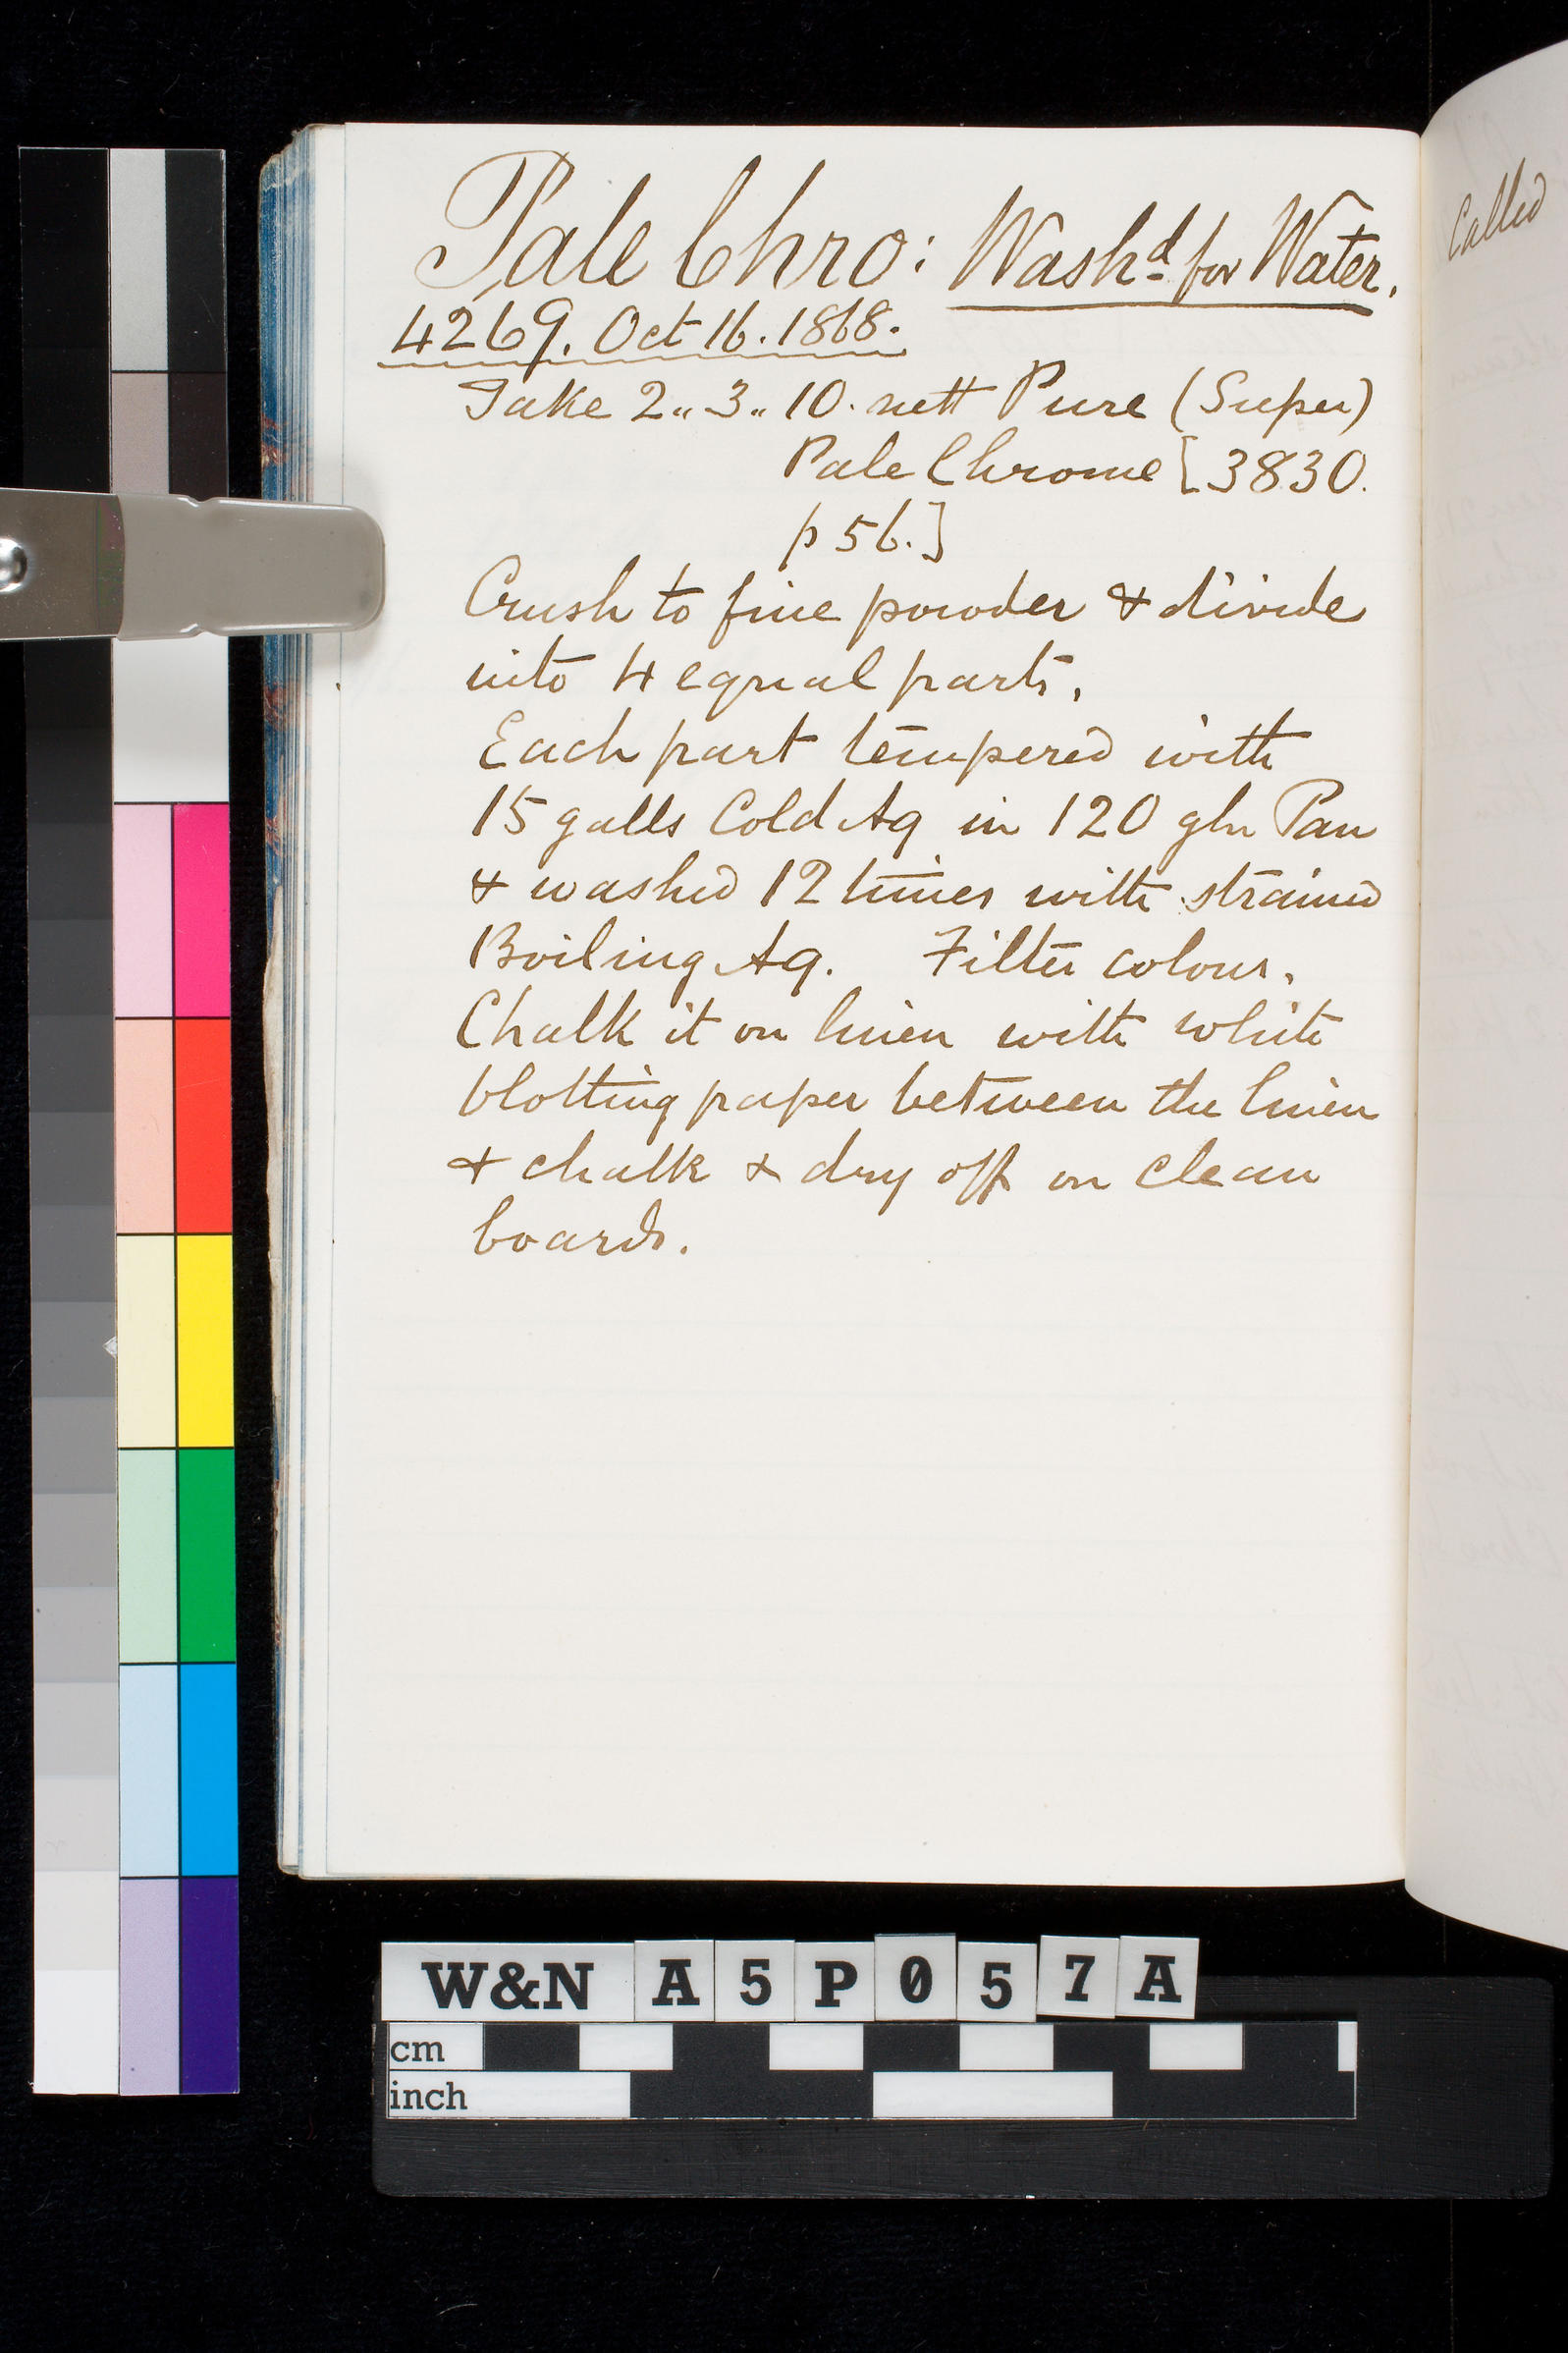 Pale Chro: Washd for Water.
4269. Oct 16. 1868.
Take 2,, 3,, 10. nett Pure (Super)
Pale Chrome [3830.
p 56.]
Crush to fine powder & divide
into 4 equal parts.
Each part tempered with
15 galls Cold Aq in 120 gln Pan
& washed 12 times with strained
Boiling Aq. Filter colour.
Chalk it on linen with white
blotting paper between the linen
& chalk & dry off on clean
boards.
Called
W&N A5P057A
cm
inch